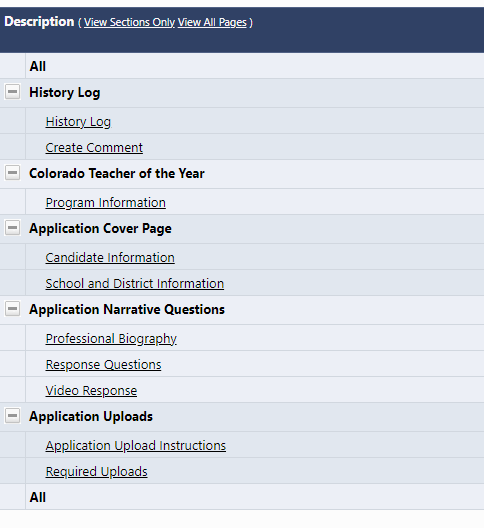 Description ( View Sections Only View All Pages )
All
History Log
History Log
Create Comment
Colorado Teacher of the Year
Program Information
Application Cover Page
Candidate Information
School and District Information
Application Narrative Questions
Professional Biography
Response Questions
Video Response
Application Uploads
Application Upload Instructions
Required Uploads
All